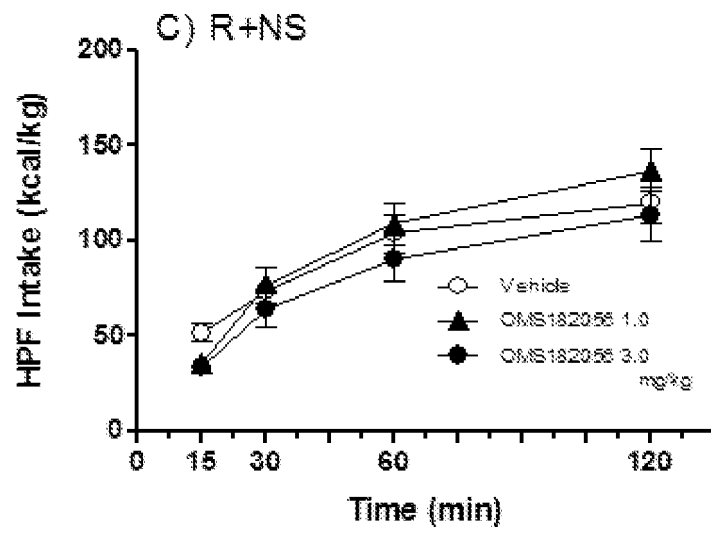 C) R+NS
200
150
100
50
0
HPF Intake (kcal/kg)
0 15 30 60 120
Time (min)
Vehicle
OMS182056 1.0
OMS182056 3.0
mg/kg